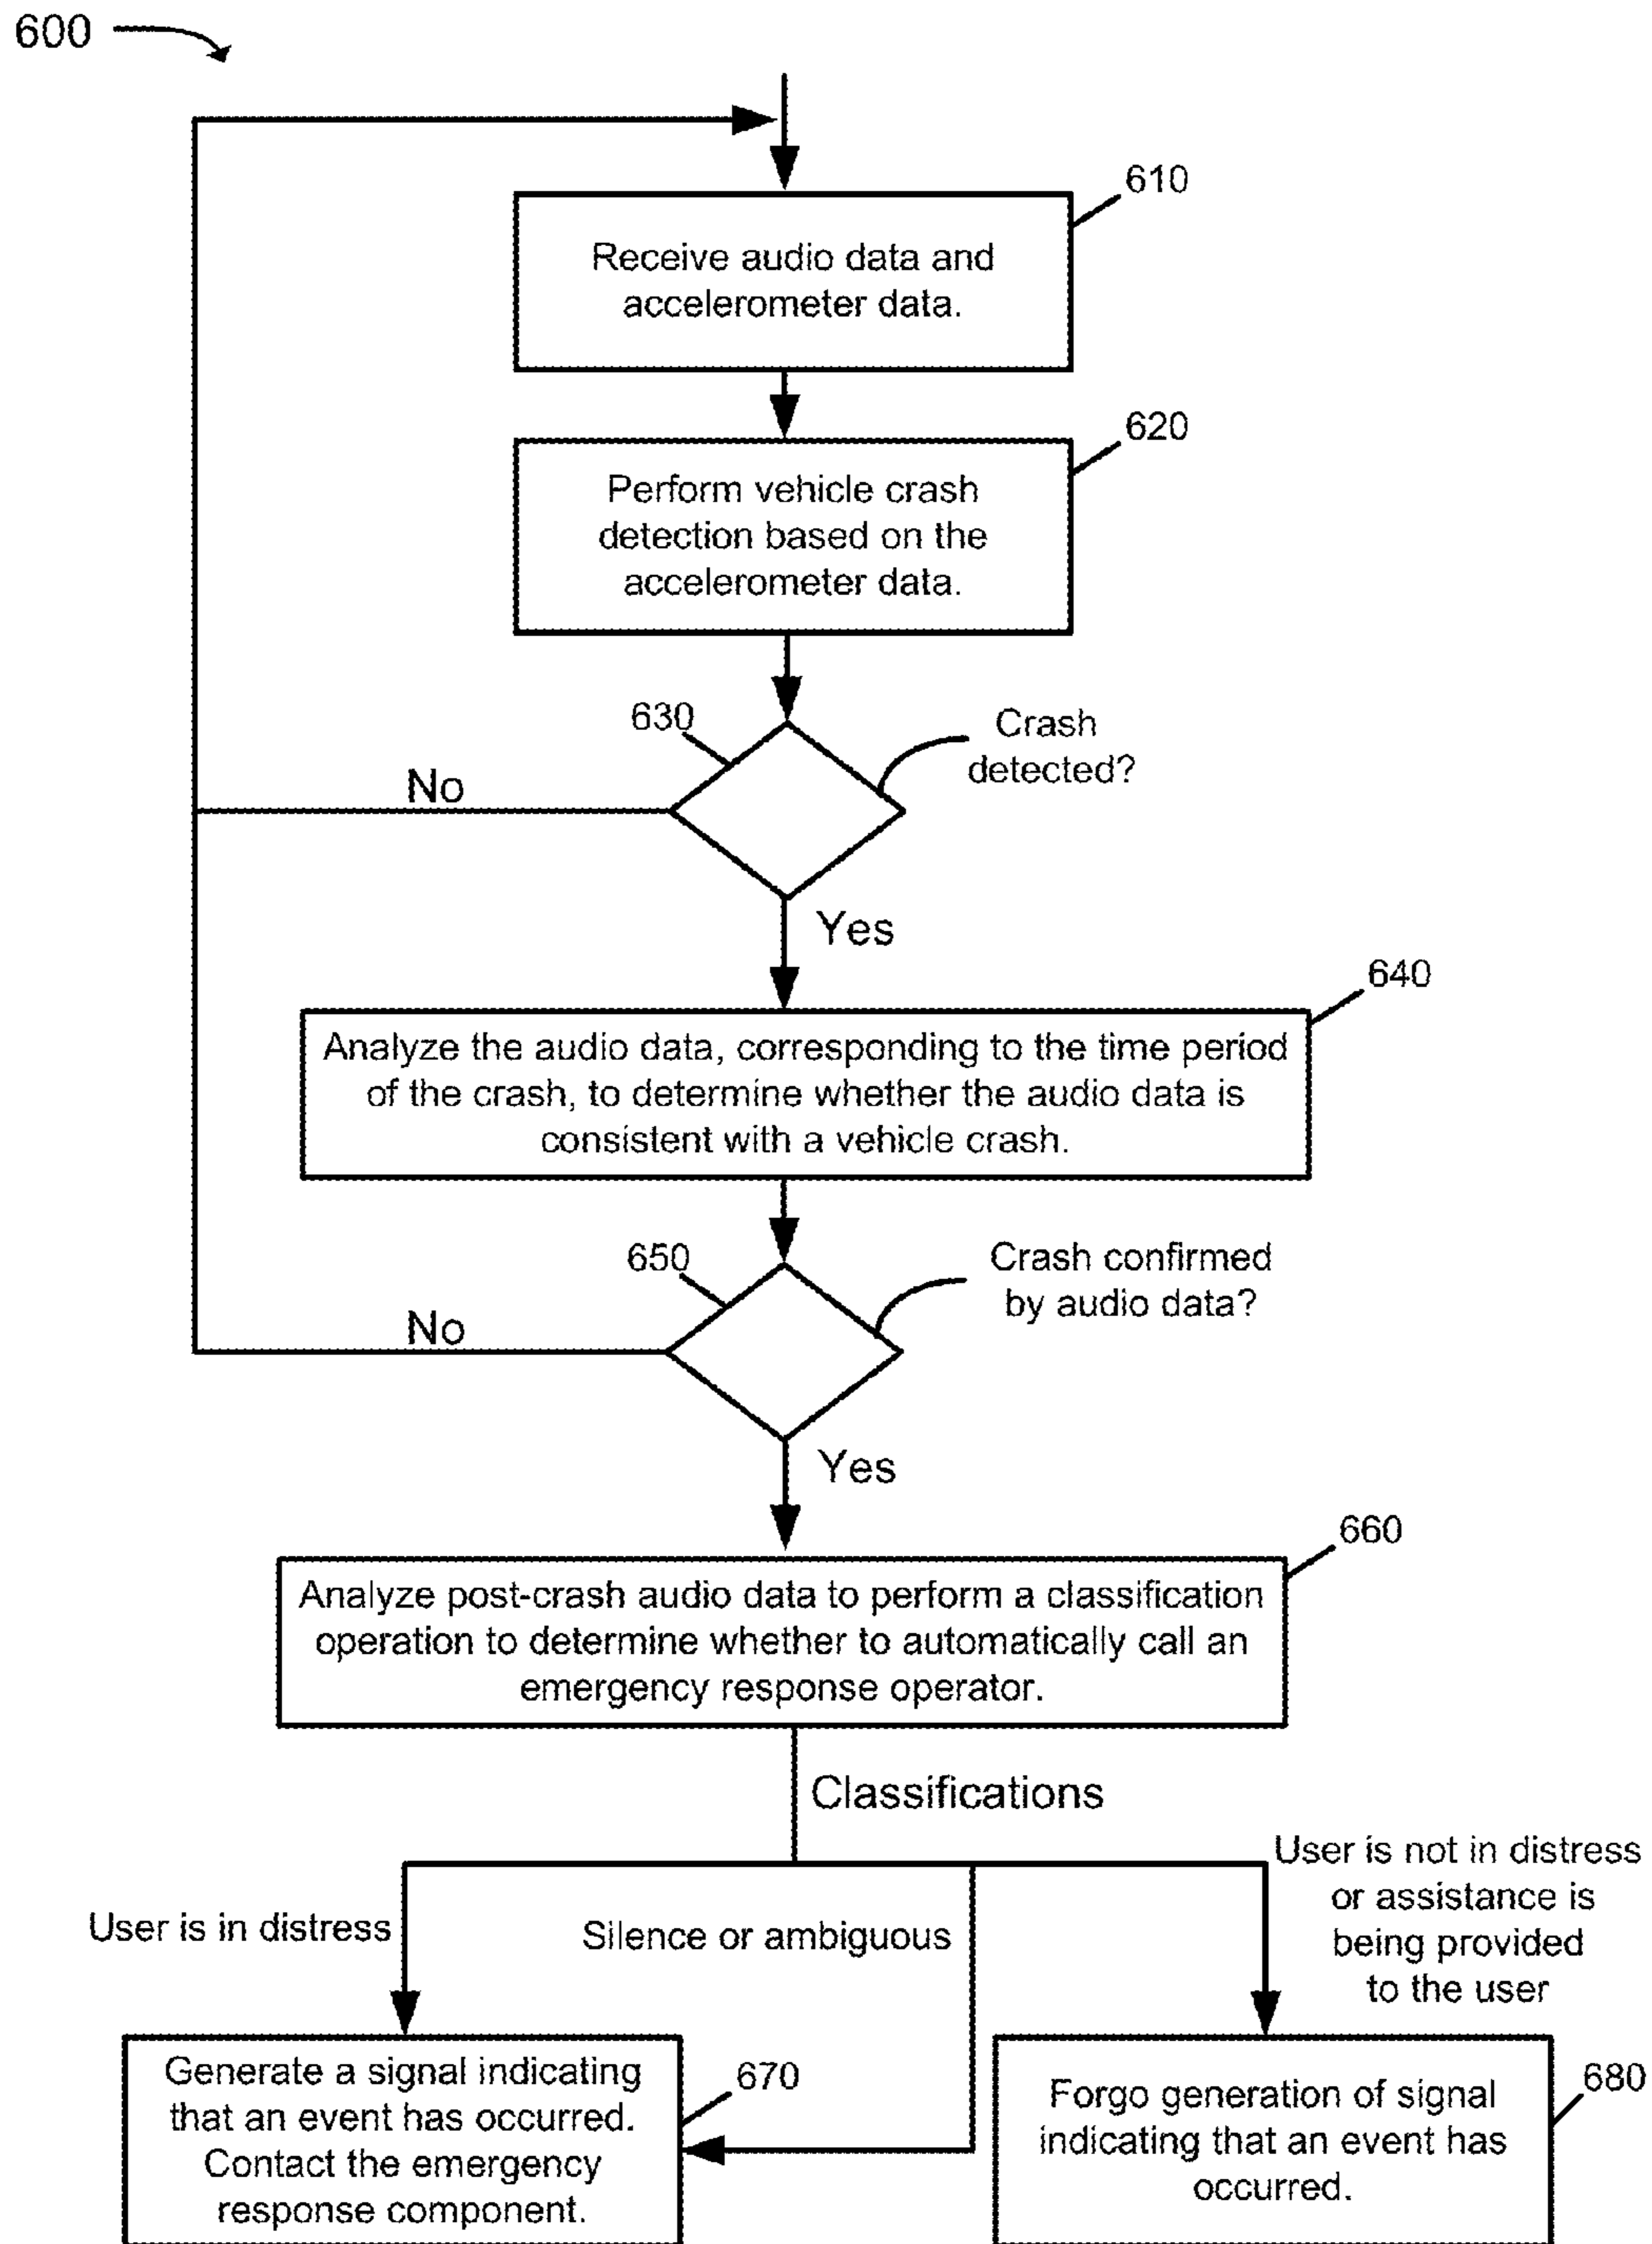 600
610
Receive audio data and
accelerometer data.
620
Perform vehicle crash
detection based on the
accelerometer data.
630
Crash
detected?
No
Yes
640
Analyze the audio data, corresponding to the time period
of the crash, to determine whether the audio data is
consistent with a vehicle crash.
650
Crash confirmed
by audio data?
No
Yes
660
Analyze post-crash audio data to perform a classification
operation to determine whether to automatically call an
emergency response operator.
Classifications
User is in distress
Silence or ambiguous
User is not in distress
or assistance is
being provided
to the user
Generate a signal indicating
that an event has occurred.
Contact the emergency
response component.
670
Forgo generation of signal
indicating that an event has
occurred.
680